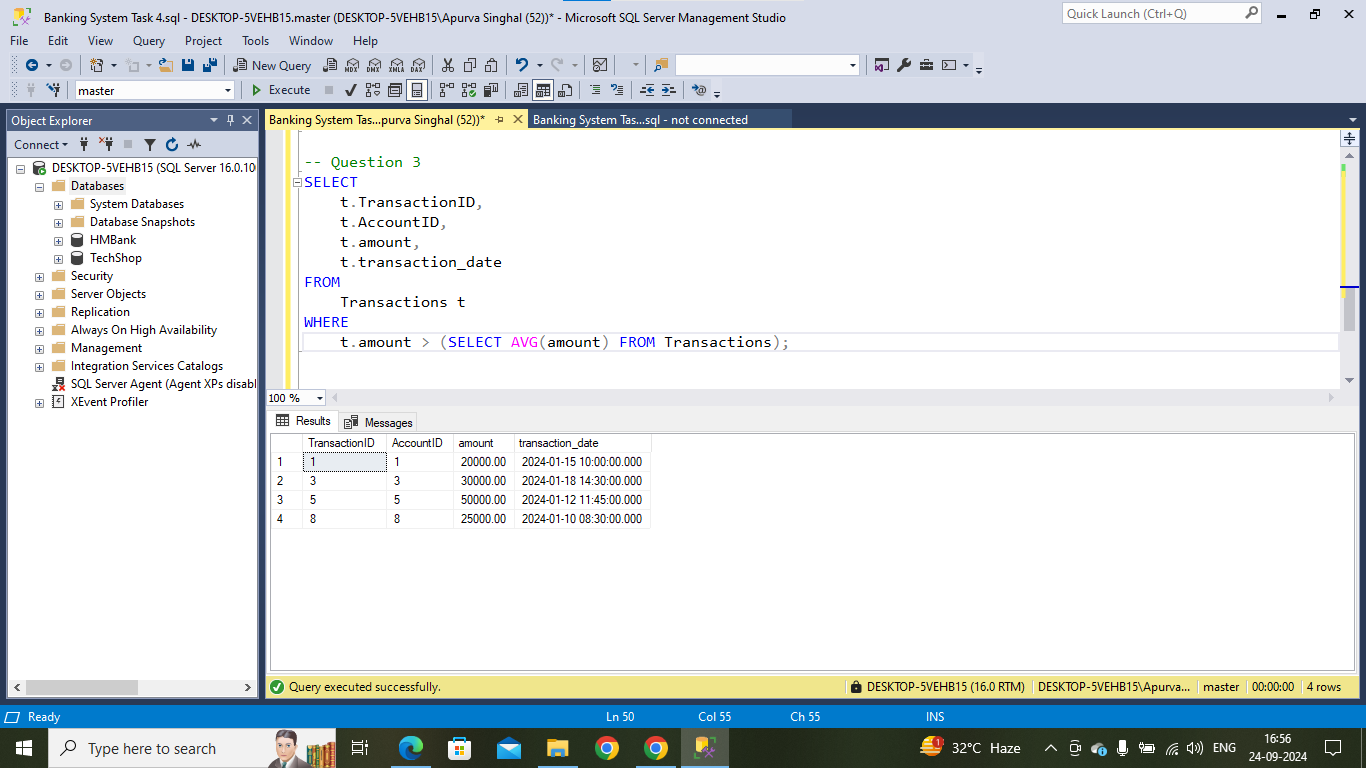 Banking System Task 4.sql - DESKTOP-5VEHB15.master (DESKTOP-5VEHB15\Apurva Singhal (52))* - Microsoft SQL Server Management Studio
Quick Launch (Ctrl+Q)
File Edit View Query Project Tools Window Help
New Query MDX DMX XMLA DAX
master Execute
Object Explorer
Banking System Tas...purva Singhal (52))* Banking System Tas...sql - not connected
Connect
DESKTOP-5VEHB15 (SQL Server 16.0.10
Databases
System Databases
Database Snapshots
HMBank
TechShop
Security
Server Objects
Replication
Always On High Availability
Management
Integration Services Catalogs
SQL Server Agent (Agent XPs disabl
XEvent Profiler
-- Question 3
SELECT
t.TransactionID,
t.AccountID,
t.amount,
t.transaction_date
FROM
Transactions t
WHERE
t.amount > (SELECT AVG(amount) FROM Transactions);
100 %
Results Messages
TransactionID AccountID amount transaction_date
1 1 1 20000.00 2024-01-15 10:00:00.000
2 3 3 30000.00 2024-01-18 14:30:00.000
3 5 5 50000.00 2024-01-12 11:45:00.000
4 8 8 25000.00 2024-01-10 08:30:00.000
Query executed successfully. DESKTOP-5VEHB15 (16.0 RTM) DESKTOP-5VEHB15\Apurva... master 00:00:00 4 rows
Ready Ln 50 Col 55 Ch 55 INS
Type here to search 1 32°C Haze ENG 16:56
24-09-2024